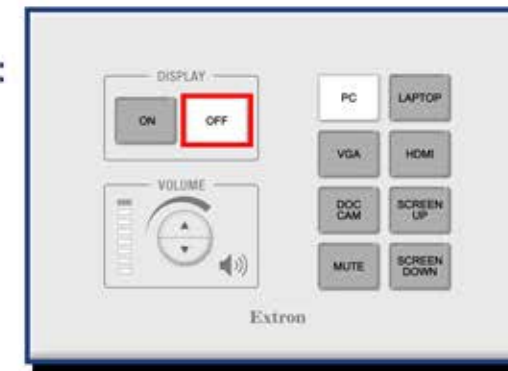 :
DISPLAY
ON
OFF
VOLUME
PC
LAPTOP
VGA
HDMI
DOC
CAM
SCREEN
UP
MUTE
SCREEN
DOWN
Extron